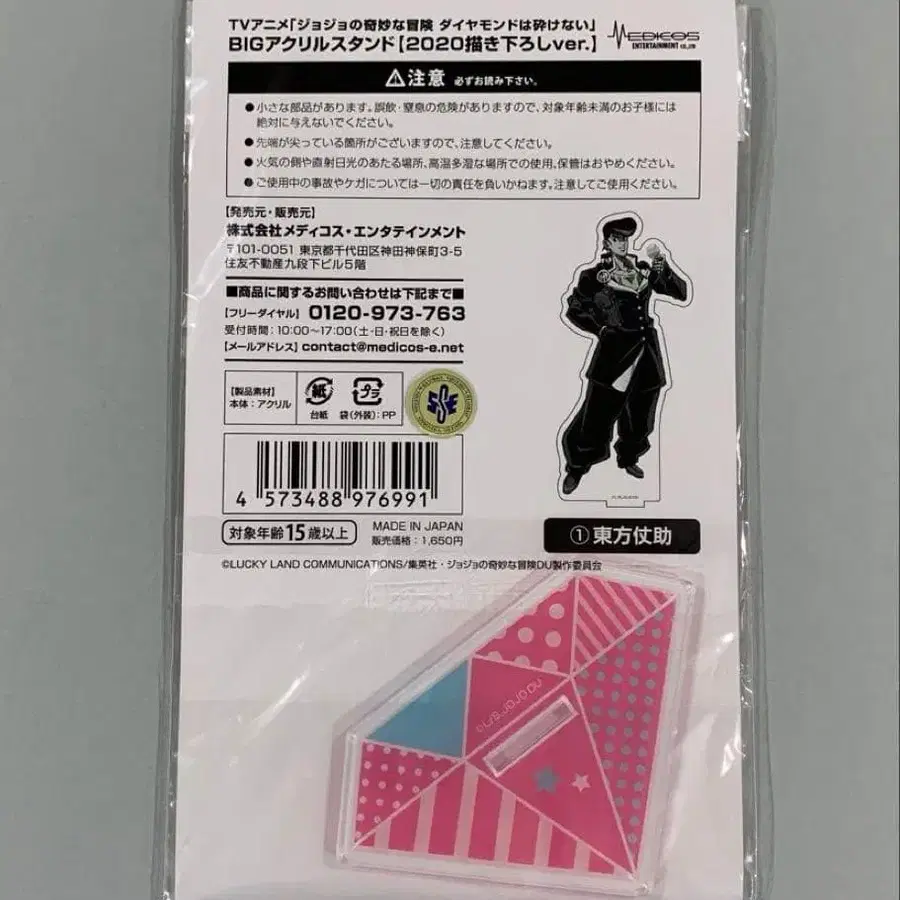 TVアニメ「ジョジョの奇妙な冒険 ダイヤモンドは砕けない」
BIGアクリルスタンド【2020描き下ろしver.】
MEDICOS
ENTERTAINMENT CO.,LTD
注意 必ずお読み下さい。
●小さな部品があります。誤飲・窒息の危険がありますので、対象年齢未満のお子様には
絶対に与えないでください。
●先端が尖っている箇所がございますので、注意してください。
●火気の側や直射日光のあたる場所、高温多湿な場所での使用、保管はおやめください。
●ご使用中の事故やケガについては一切の責任を負いかねます。注意してご使用ください。
【発売元・販売元】
株式会社メディコス・エンタテインメント
〒101-0051 東京都千代田区神田神保町3-5
住友不動産九段下ビル5階
■商品に関するお問い合わせは下記まで■
【フリーダイヤル】 0120-973-763
受付時間：10:00〜17:00（土・日・祝日を除く）
【メールアドレス】 contact@medicos-e.net
【製品素材】
本体：アクリル
紙
台紙
プラ
袋（外装）：PP
4 573488 976991
対象年齢15歳以上
MADE IN JAPAN
販売価格：1,650円
①東方仗助
©LUCKY LAND COMMUNICATIONS/集英社・ジョジョの奇妙な冒険DU製作委員会